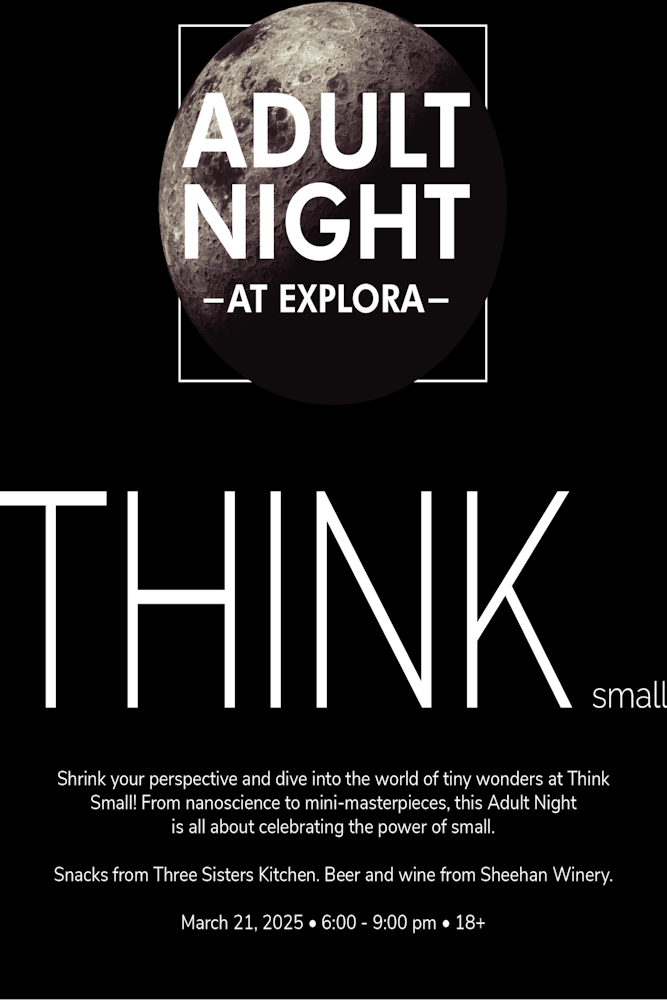 ADULT
NIGHT
–AT EXPLORA–
THINK small
Shrink your perspective and dive into the world of tiny wonders at Think
Small! From nanoscience to mini-masterpieces, this Adult Night
is all about celebrating the power of small.
Snacks from Three Sisters Kitchen. Beer and wine from Sheehan Winery.
March 21, 2025 • 6:00 - 9:00 pm • 18+